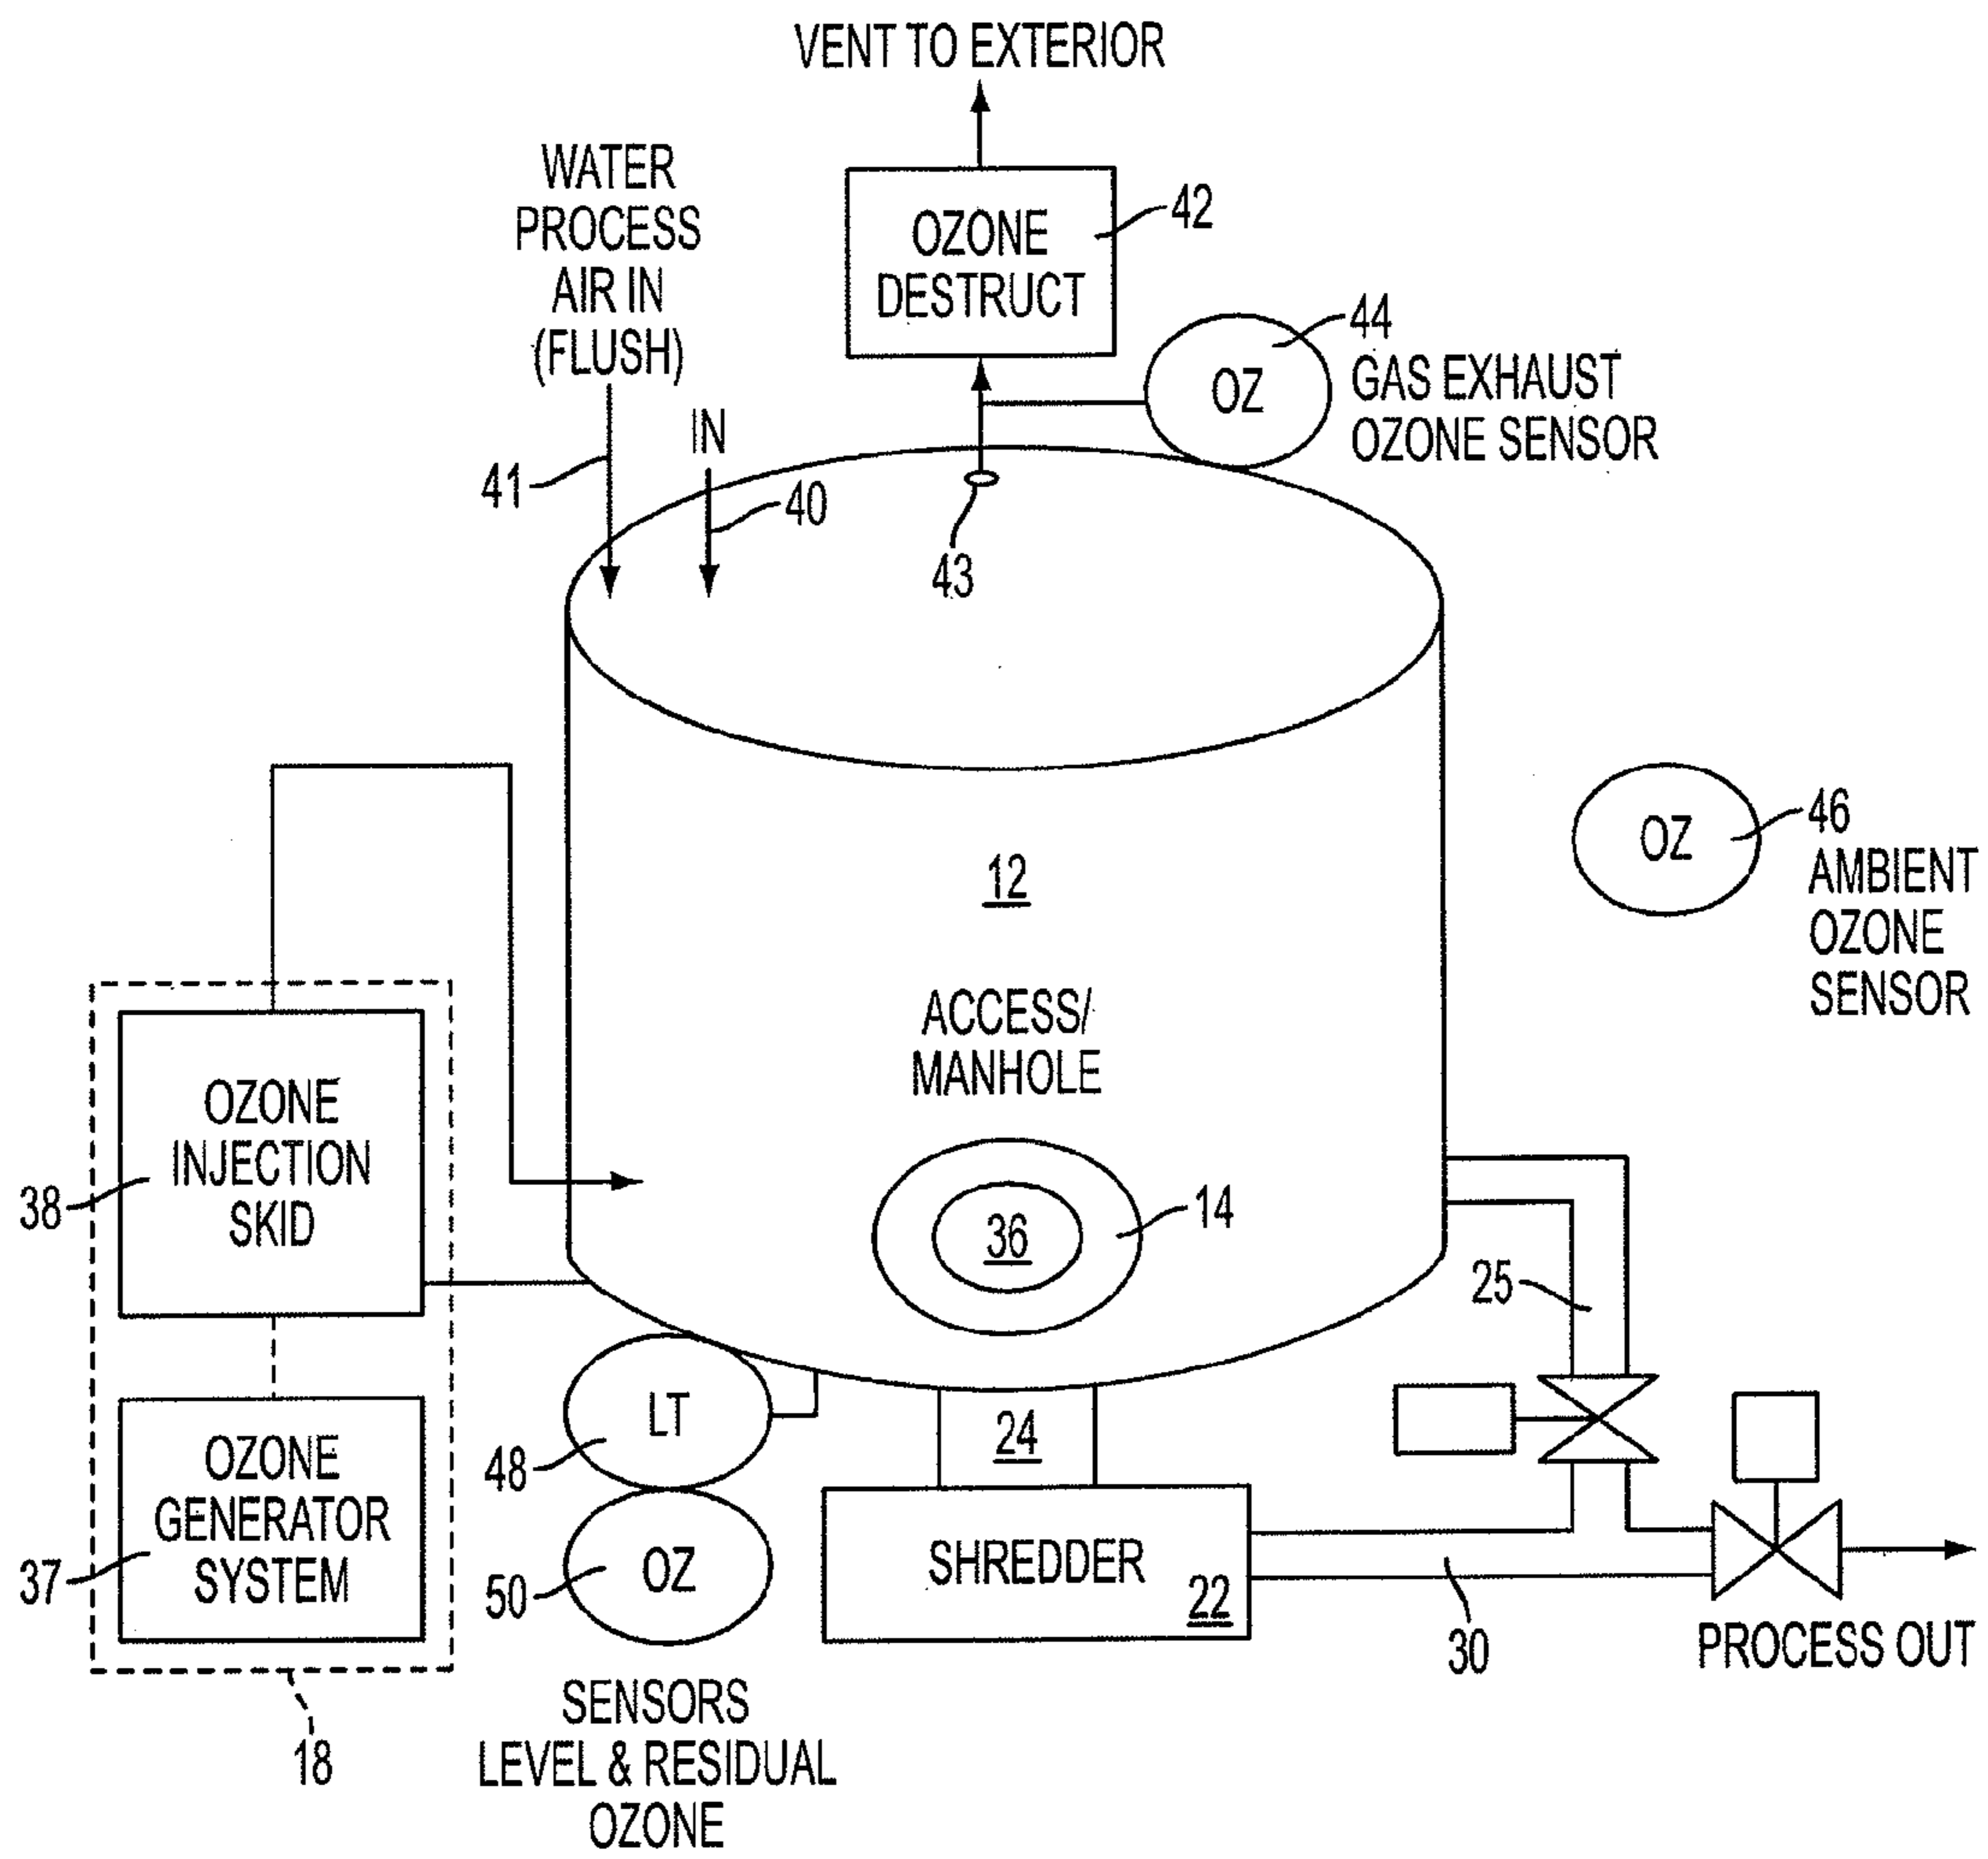 VENT TO EXTERIOR
WATER
PROCESS
AIR IN
(FLUSH)
OZONE
DESTRUCT
42
44
OZ
GAS EXHAUST
OZONE SENSOR
IN
41
40
43
12
OZ
46
AMBIENT
OZONE
SENSOR
ACCESS/
MANHOLE
OZONE
INJECTION
SKID
38
36
14
25
LT
48
24
OZONE
GENERATOR
SYSTEM
37
OZ
50
SHREDDER
22
30
PROCESS OUT
18
SENSORS
LEVEL & RESIDUAL
OZONE